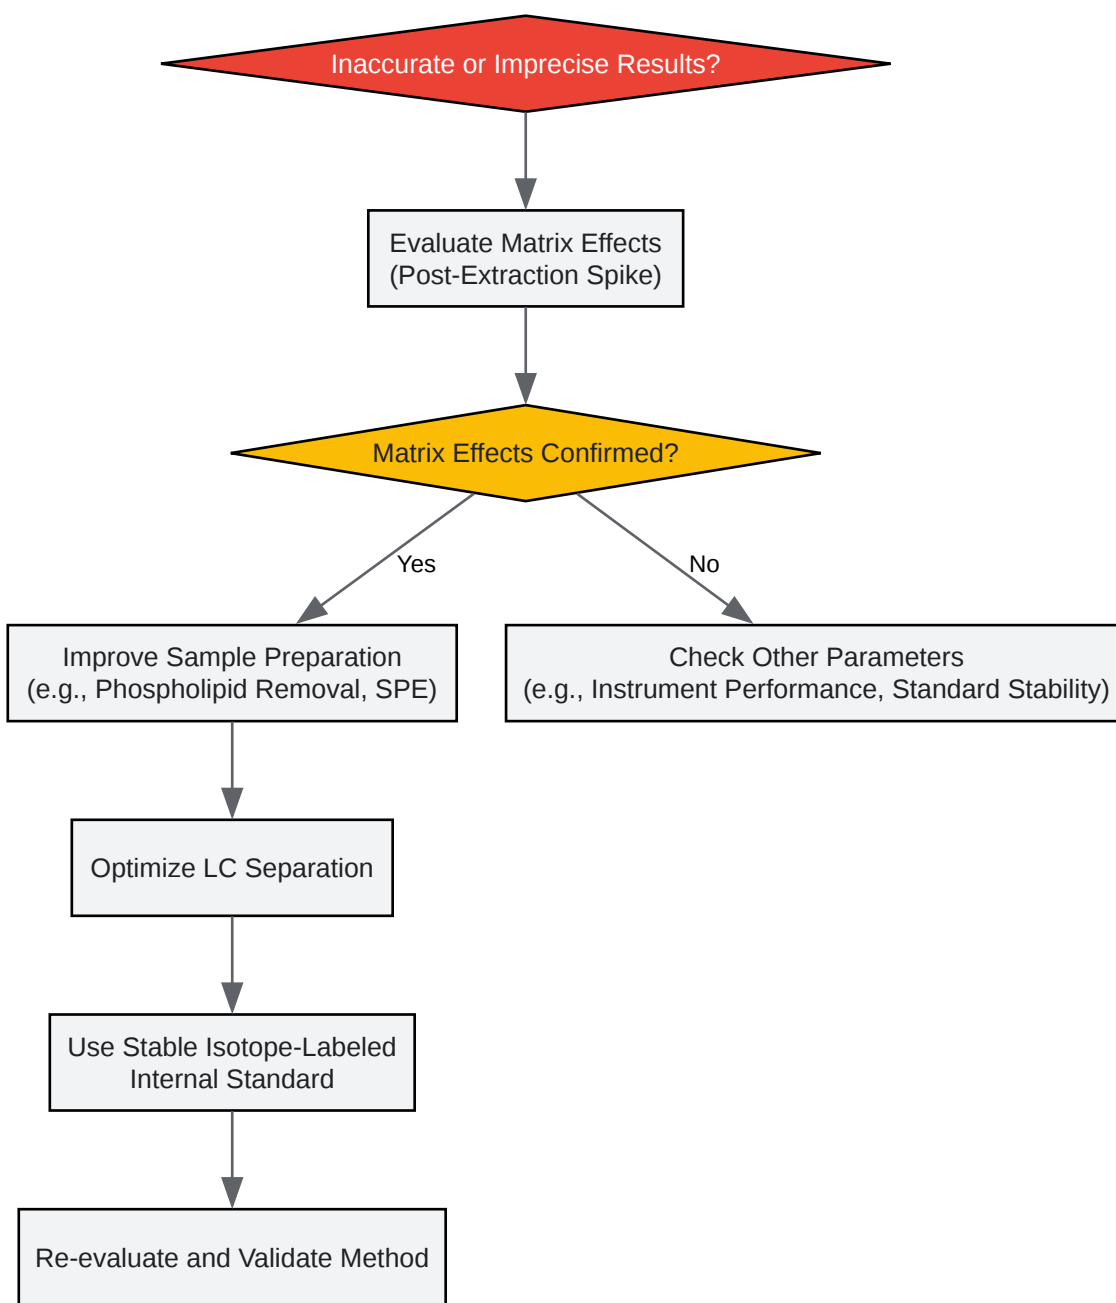 Inaccurate or Imprecise Results?
Evaluate Matrix Effects
(Post-Extraction Spike)
Matrix Effects Confirmed?
Yes
No
Improve Sample Preparation
(e.g., Phospholipid Removal, SPE)
Check Other Parameters
(e.g., Instrument Performance, Standard Stability)
Optimize LC Separation
Use Stable Isotope-Labeled
Internal Standard
Re-evaluate and Validate Method